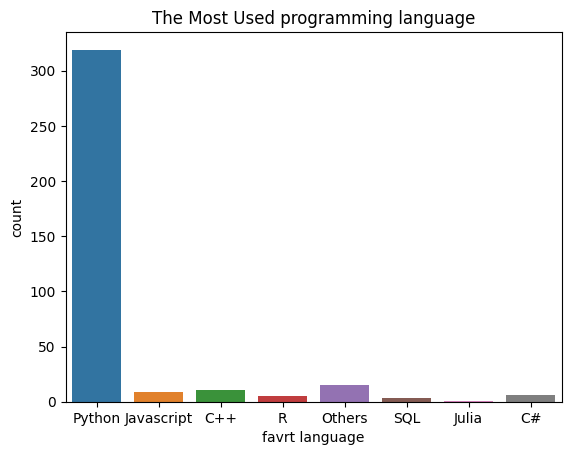 The Most Used programming language
300
250
200
150
100
50
0
count
Python Javascript C++ R Others SQL Julia C#
favrt language